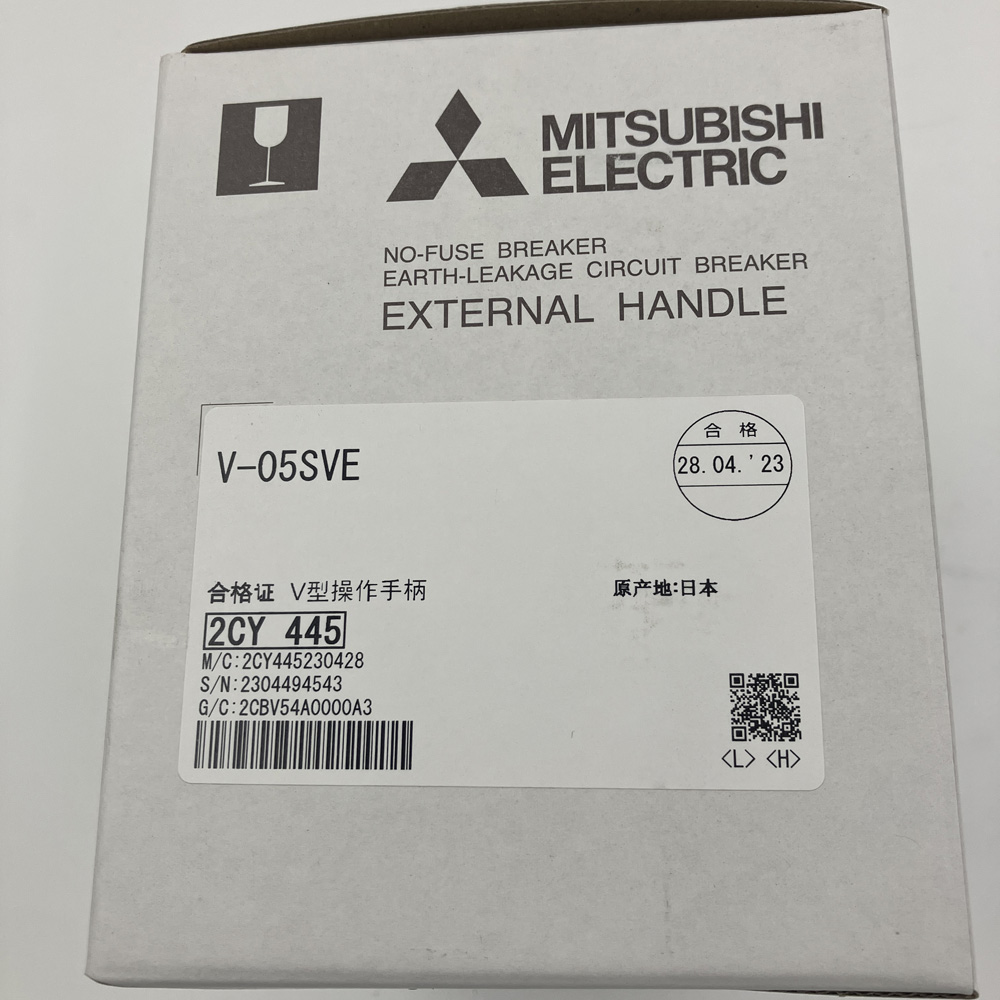 MITSUBISHI
ELECTRIC
NO-FUSE BREAKER
EARTH-LEAKAGE CIRCUIT BREAKER
EXTERNAL HANDLE
V-05SVE
合格
28.04.'23
合格证 V型操作手柄
原产地:日本
2CY 445
M/C:2CY445230428
S/N:2304494543
G/C:2CBV54A0000A3
<L> <H>